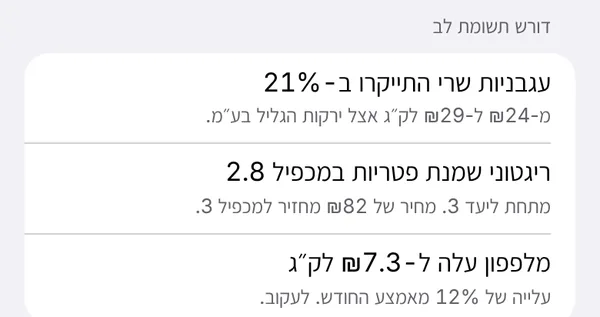 דורש תשומת לב
עגבניות שרי התייקרו ב-21%
מ-₪24 ל-₪29 לק״ג אצל ירקות הגליל בע״מ.
ריגטוני שמנת פטריות במכפיל 2.8
מתחת ליעד 3. מחיר של ₪82 מחזיר למכפיל 3.
מלפפון עלה ל-₪7.3 לק״ג
עלייה של 12% מאמצע החודש. לעקוב.